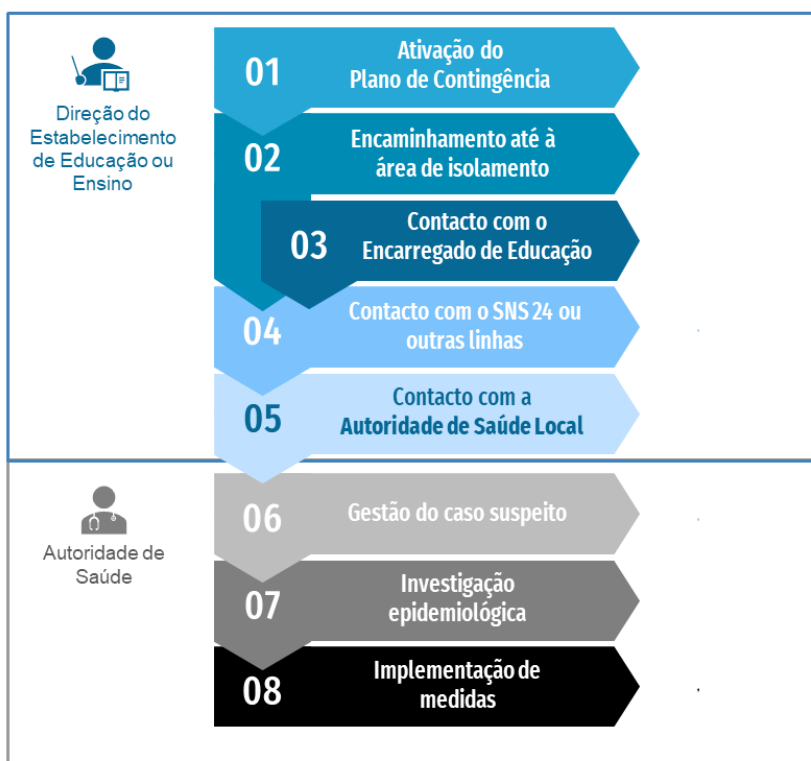 Direção do
Estabelecimento
de Educação ou
Ensino
01
Ativação do
Plano de Contingência
02
Encaminhamento até à
área de isolamento
03
Contacto com o
Encarregado de Educação
04
Contacto com o SNS 24 ou
outras linhas
05
Contacto com a
Autoridade de Saúde Local
Autoridade de
Saúde
06
Gestão do caso suspeito
07
Investigação
epidemiológica
08
Implementação de
medidas